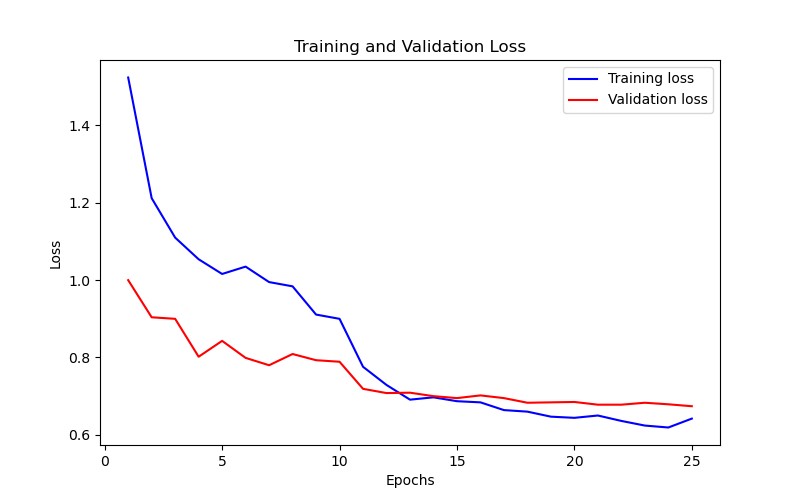 Training and Validation Loss
Training loss
Validation loss
Loss
1.4
1.2
1.0
0.8
0.6
0 5 10 15 20 25
Epochs